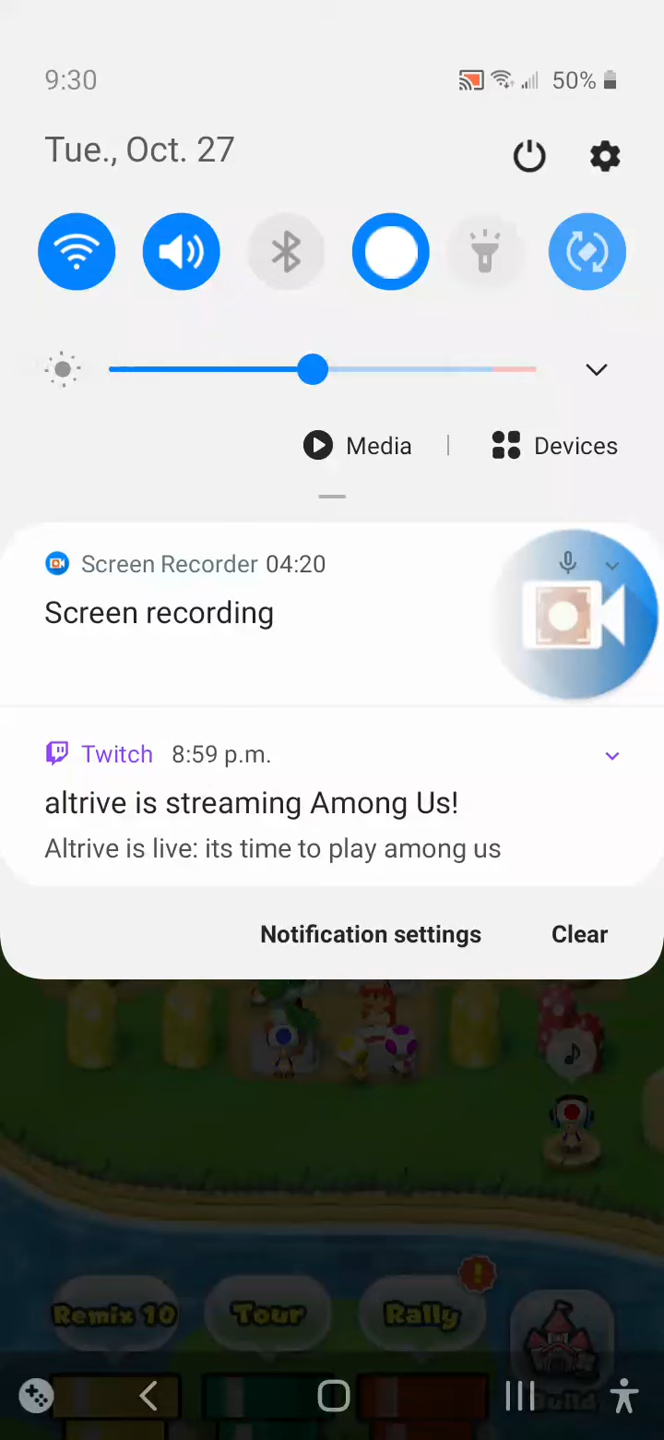 9:30
50%
Tue., Oct. 27
Media | Devices
Screen Recorder 04:20
Screen recording
Twitch 8:59 p.m.
altrive is streaming Among Us!
Altrive is live: its time to play among us
Notification settings Clear
Remix 10 Tour Rally !
Build